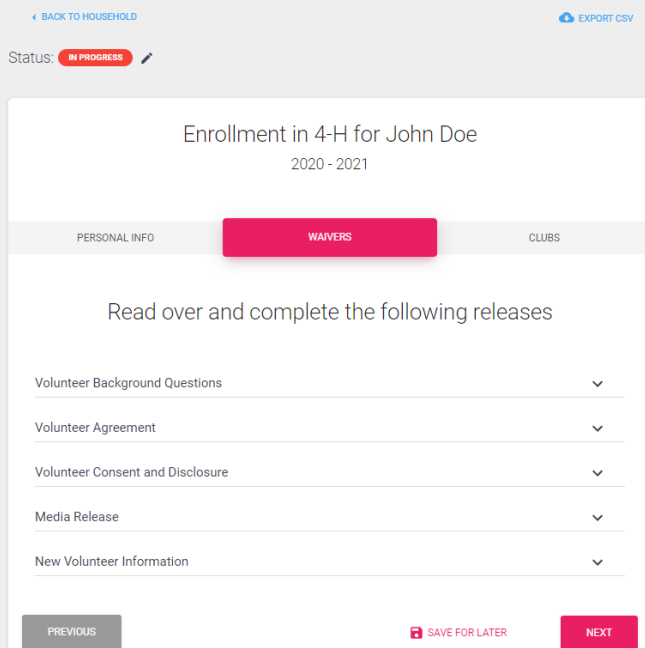 BACK TO HOUSEHOLD
EXPORT CSV
Status: IN PROGRESS
Enrollment in 4-H for John Doe
2020 - 2021
PERSONAL INFO
WAIVERS
CLUBS
Read over and complete the following releases
Volunteer Background Questions
Volunteer Agreement
Volunteer Consent and Disclosure
Media Release
New Volunteer Information
PREVIOUS
SAVE FOR LATER
NEXT